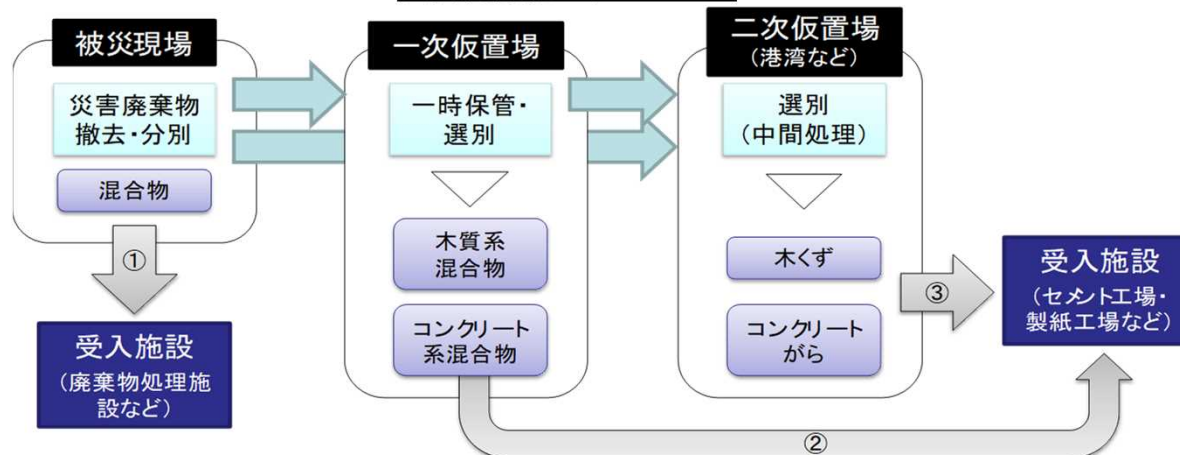 被災現場
災害廃棄物
撤去・分別
混合物
①
受入施設
(廃棄物処理施
設など)
一次仮置場
一時保管・
選別
木質系
混合物
コンクリート
系混合物
②
二次仮置場
(港湾など)
選別
(中間処理)
木くず
コンクリート
がら
③
受入施設
(セメント工場・
製紙工場など)